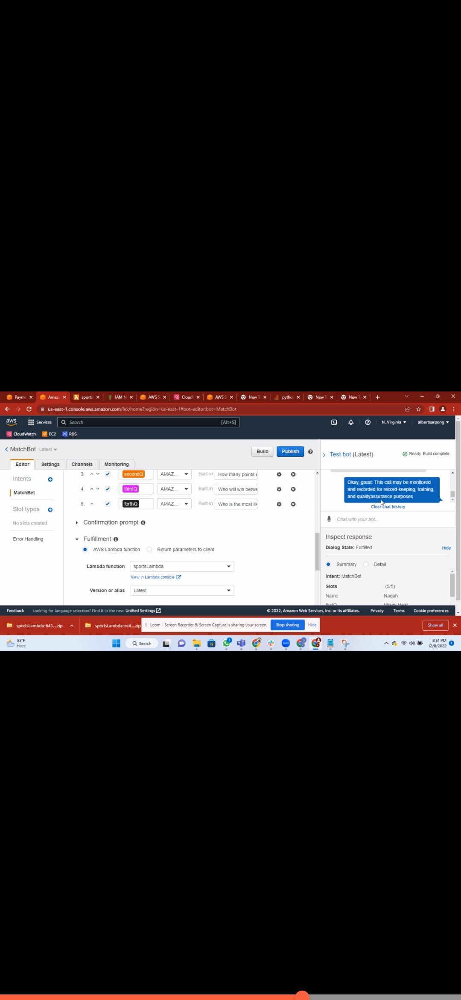 Payme
Amazo
sports
IAM M
AWS S
Cloud
AWS S
New T
pytho
New T
New T
us-east-1.console.aws.amazon.com/lex/home?region=us-east-1#bot-editor:bot=MatchBot
aws
Services
Search
[Alt+S]
N. Virginia
albertsarpong
CloudWatch
EC2
RDS
MatchBot Latest
Build
Publish
Test bot (Latest)
Ready. Build complete.
Editor
Settings
Channels
Monitoring
Intents
MatchBet
Slot types
No slots created
Error Handling
3. secondQ AMAZ... Built-in How many points u
4. thirdQ AMAZ... Built-in Who will win betwe
5. forthQ AMAZ... Built-in Who is the most lik
Confirmation prompt
Fulfillment
AWS Lambda function
Return parameters to client
Lambda function sportsLambda
View in Lambda console
Version or alias Latest
Okay, great: This call may be monitored
and recorded for record-keeping, training,
and qualityassurance purposes
Clear chat history
Chat with your bot...
Inspect response
Dialog State: Fulfilled
Hide
Summary
Detail
Intent: MatchBet
Slots (5/5)
Name Naqah
firstQ Miami Heat
Feedback
Looking for language selection? Find it in the new Unified Settings
© 2022, Amazon Web Services, Inc. or its affiliates.
Privacy
Terms
Cookie preferences
sportsLambda-643....zip
sportsLambda-ec4....zip
Loom – Screen Recorder & Screen Capture is sharing your screen.
Stop sharing
Hide
Show all
55°F
Haze
Search
8:51 PM
12/8/2022
1